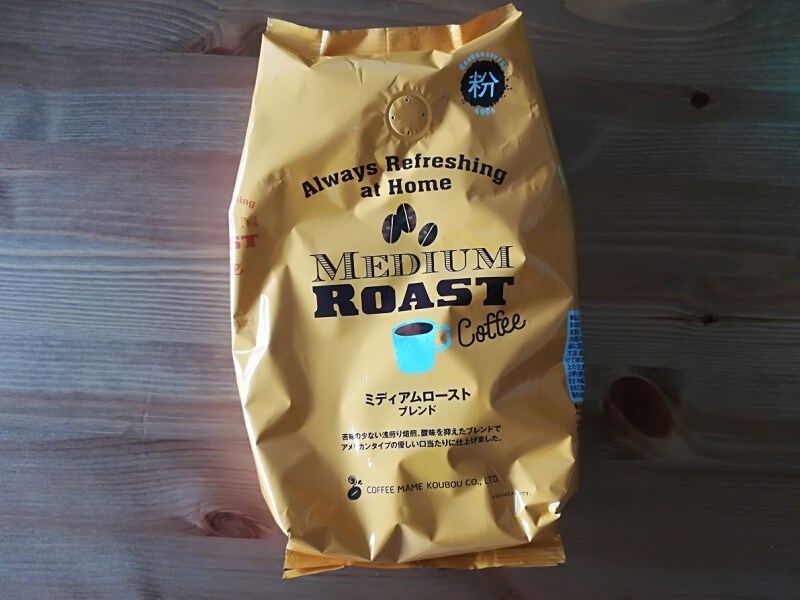 粉
Always Refreshing
at Home
MEDIUM
ROAST
Coffee
ミディアムロースト
ブレンド
苦味の少ない浅煎り焙煎、酸味を抑えたブレンドで
アメリカンタイプの優しい口当たりに仕上げました。
COFFEE MAME KOUBOU CO., LTD.